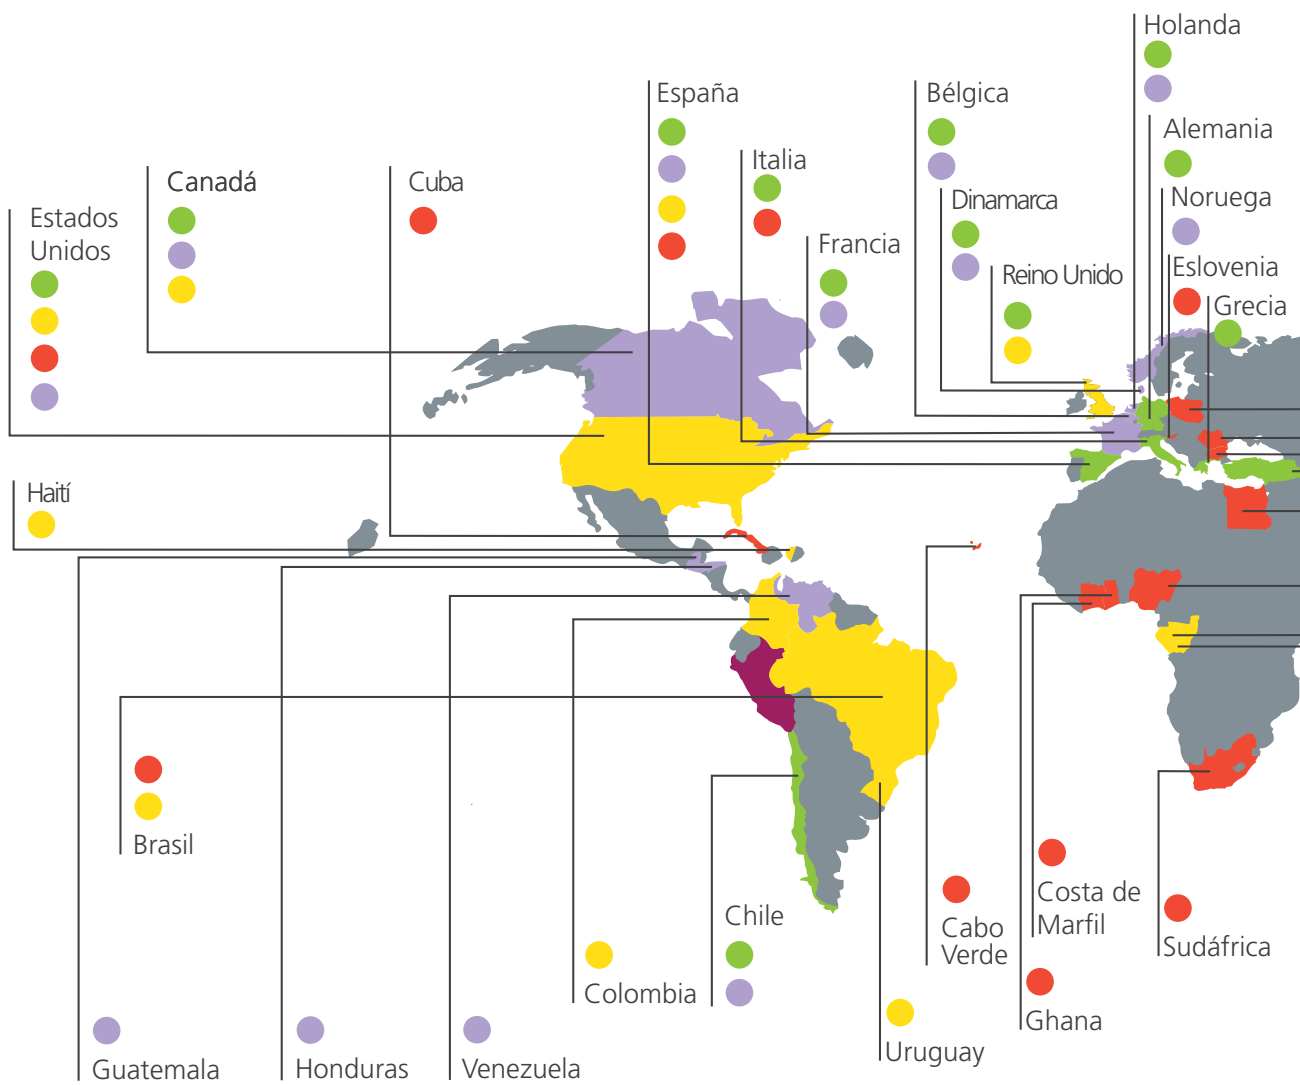 Holanda
España
Bélgica
Alemania
Italia
Canadá
Cuba
Dinamarca
Noruega
Estados
Unidos
Francia
Reino Unido
Eslovenia
Grecia
Haití
Brasil
Chile
Cabo
Verde
Costa de
Marfil
Sudáfrica
Colombia
Ghana
Uruguay
Guatemala
Honduras
Venezuela